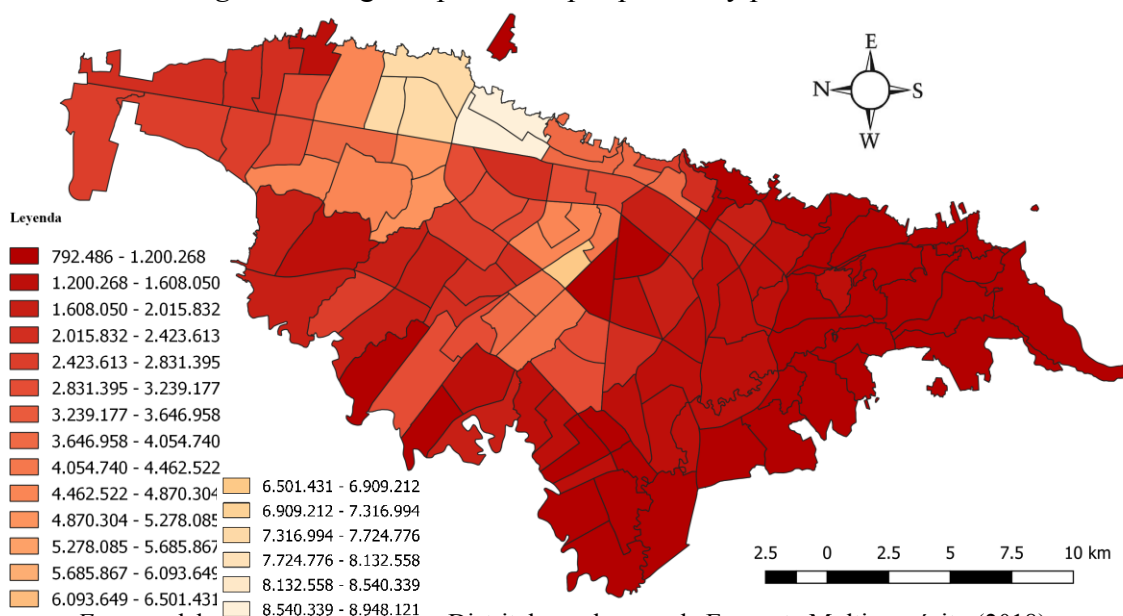 E
N S
W
Leyenda
792.486 - 1.200.268
1.200.268 - 1.608.050
1.608.050 - 2.015.832
2.015.832 - 2.423.613
2.423.613 - 2.831.395
2.831.395 - 3.239.177
3.239.177 - 3.646.958
3.646.958 - 4.054.740
4.054.740 - 4.462.522
4.462.522 - 4.870.304
4.870.304 - 5.278.085
5.278.085 - 5.685.867
5.685.867 - 6.093.649
6.093.649 - 6.501.431
6.501.431 - 6.909.212
6.909.212 - 7.316.994
7.316.994 - 7.724.776
7.724.776 - 8.132.558
8.132.558 - 8.540.339
8.540.339 - 8.948.121
2.5 0 2.5 5 7.5 10 km